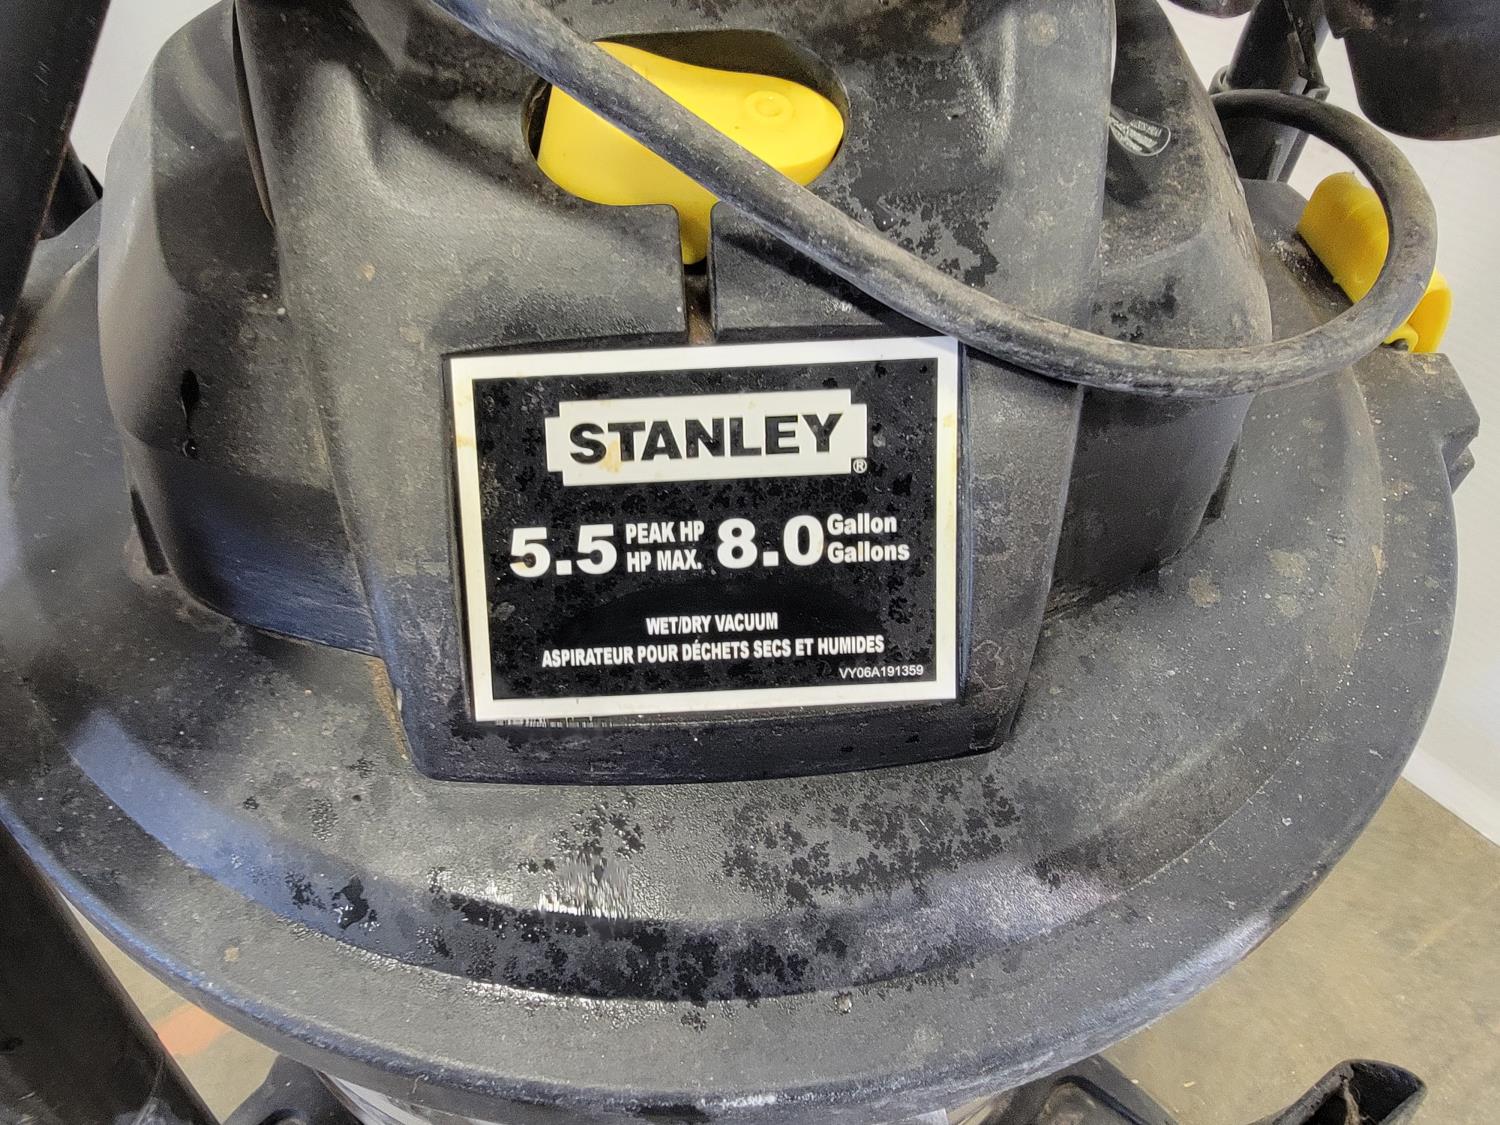 STANLEY®
5.5 PEAK HP 8.0 Gallon
HP MAX. Gallons
WET/DRY VACUUM
ASPIRATEUR POUR DÉCHETS SECS ET HUMIDES
VY06A191359